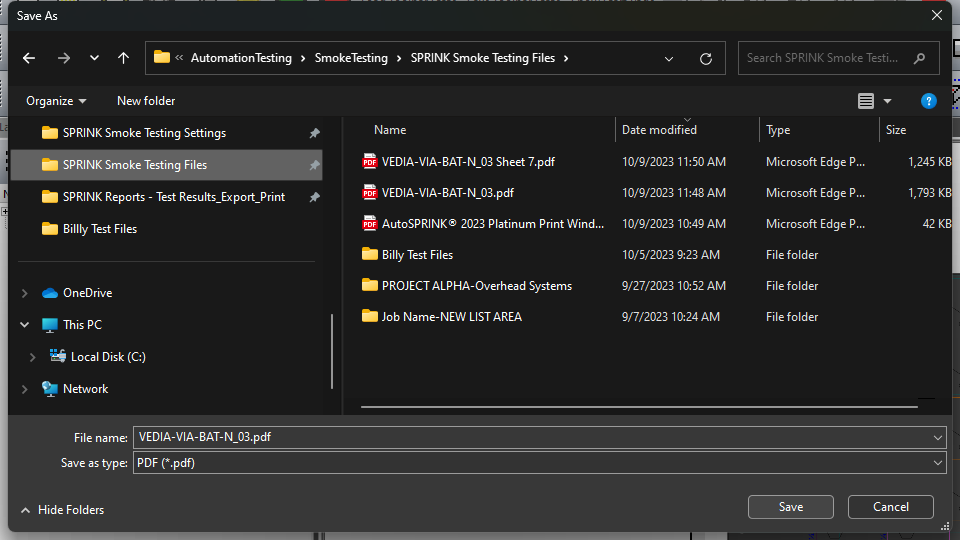 Save As
« AutomationTesting > SmokeTesting > SPRINK Smoke Testing Files >
Search SPRINK Smoke Testi...
Organize New folder
SPRINK Smoke Testing Settings
SPRINK Smoke Testing Files
SPRINK Reports - Test Results_Export_Print
Billly Test Files
OneDrive
This PC
Local Disk (C:)
Network
Name Date modified Type Size
VEDIA-VIA-BAT-N_03 Sheet 7.pdf 10/9/2023 11:50 AM Microsoft Edge P... 1,245 KB
VEDIA-VIA-BAT-N_03.pdf 10/9/2023 11:48 AM Microsoft Edge P... 1,793 KB
AutoSPRINK® 2023 Platinum Print Wind... 10/9/2023 10:49 AM Microsoft Edge P... 42 KB
Billy Test Files 10/5/2023 9:23 AM File folder
PROJECT ALPHA-Overhead Systems 9/27/2023 10:52 AM File folder
Job Name-NEW LIST AREA 9/7/2023 10:24 AM File folder
File name: VEDIA-VIA-BAT-N_03.pdf
Save as type: PDF (*.pdf)
Hide Folders Save Cancel